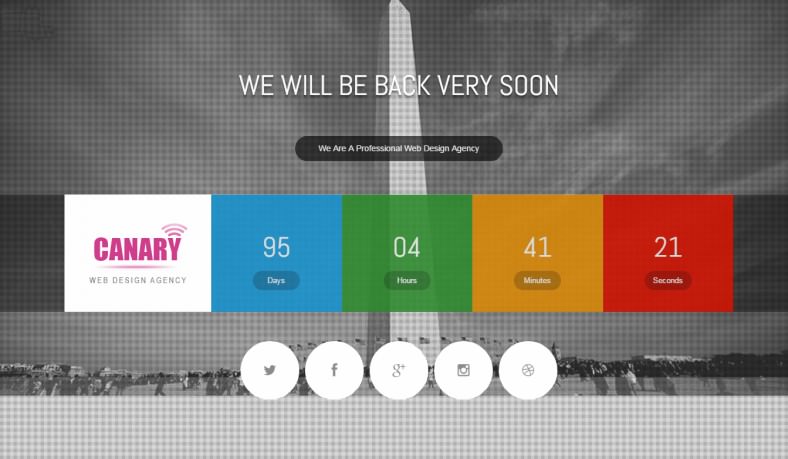 WE WILL BE BACK VERY SOON
We Are A Professional Web Design Agency
CANARY
WEB DESIGN AGENCY
95
Days
04
Hours
41
Minutes
21
Seconds
f
g+